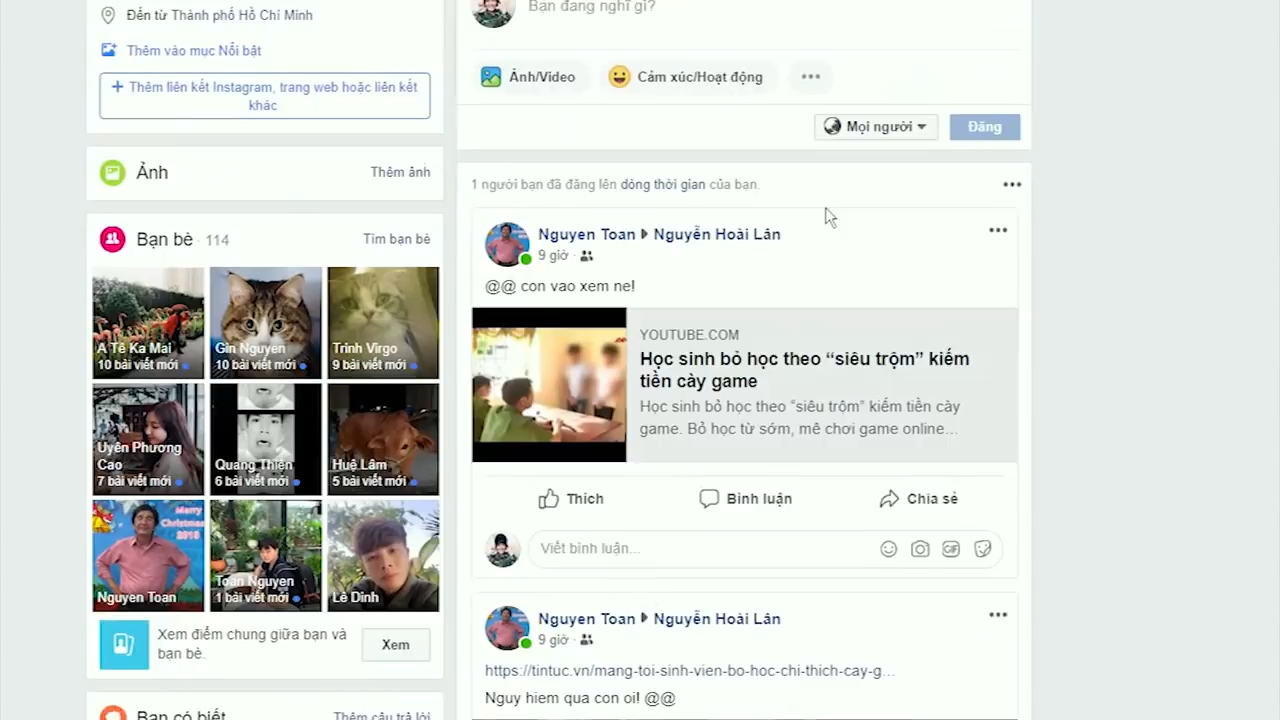 Đến từ Thành phố Hồ Chí Minh
Thêm vào mục Nổi bật
+ Thêm liên kết Instagram, trang web hoặc liên kết
khác
Ảnh
Thêm ảnh
Bạn bè · 114
Tìm bạn bè
A Tê Ka Mai
10 bài viết mới
Gin Nguyen
10 bài viết mới
Trinh Virgo
9 bài viết mới
Uyên Phương
Cao
7 bài viết mới
Quang Thiên
6 bài viết mới
Huệ Lâm
5 bài viết mới
Merry
Christmas
2018
Nguyen Toan
Toàn Nguyen
1 bài viết mới
Lê Dinh
Xem điểm chung giữa bạn và
bạn bè.
Xem
Bạn có biết
Thêm câu trả lời
Bạn đang nghĩ gì?
Ảnh/Video
Cảm xúc/Hoạt động
Mọi người
Đăng
1 người bạn đã đăng lên dòng thời gian của bạn.
Nguyen Toan Nguyễn Hoài Lân
9 giờ ·
@@ con vao xem ne!
YOUTUBE.COM
Học sinh bỏ học theo “siêu trộm” kiếm
tiền cày game
Học sinh bỏ học theo “siêu trộm” kiếm tiền cày
game. Bỏ học từ sớm, mê chơi game online...
Thích
Bình luận
Chia sẻ
Viết bình luận...
GIF
Nguyen Toan Nguyễn Hoài Lân
9 giờ ·
https://tintuc.vn/mang-toi-sinh-vien-bo-hoc-chi-thich-cay-g...
Nguy hiem qua con oi! @@